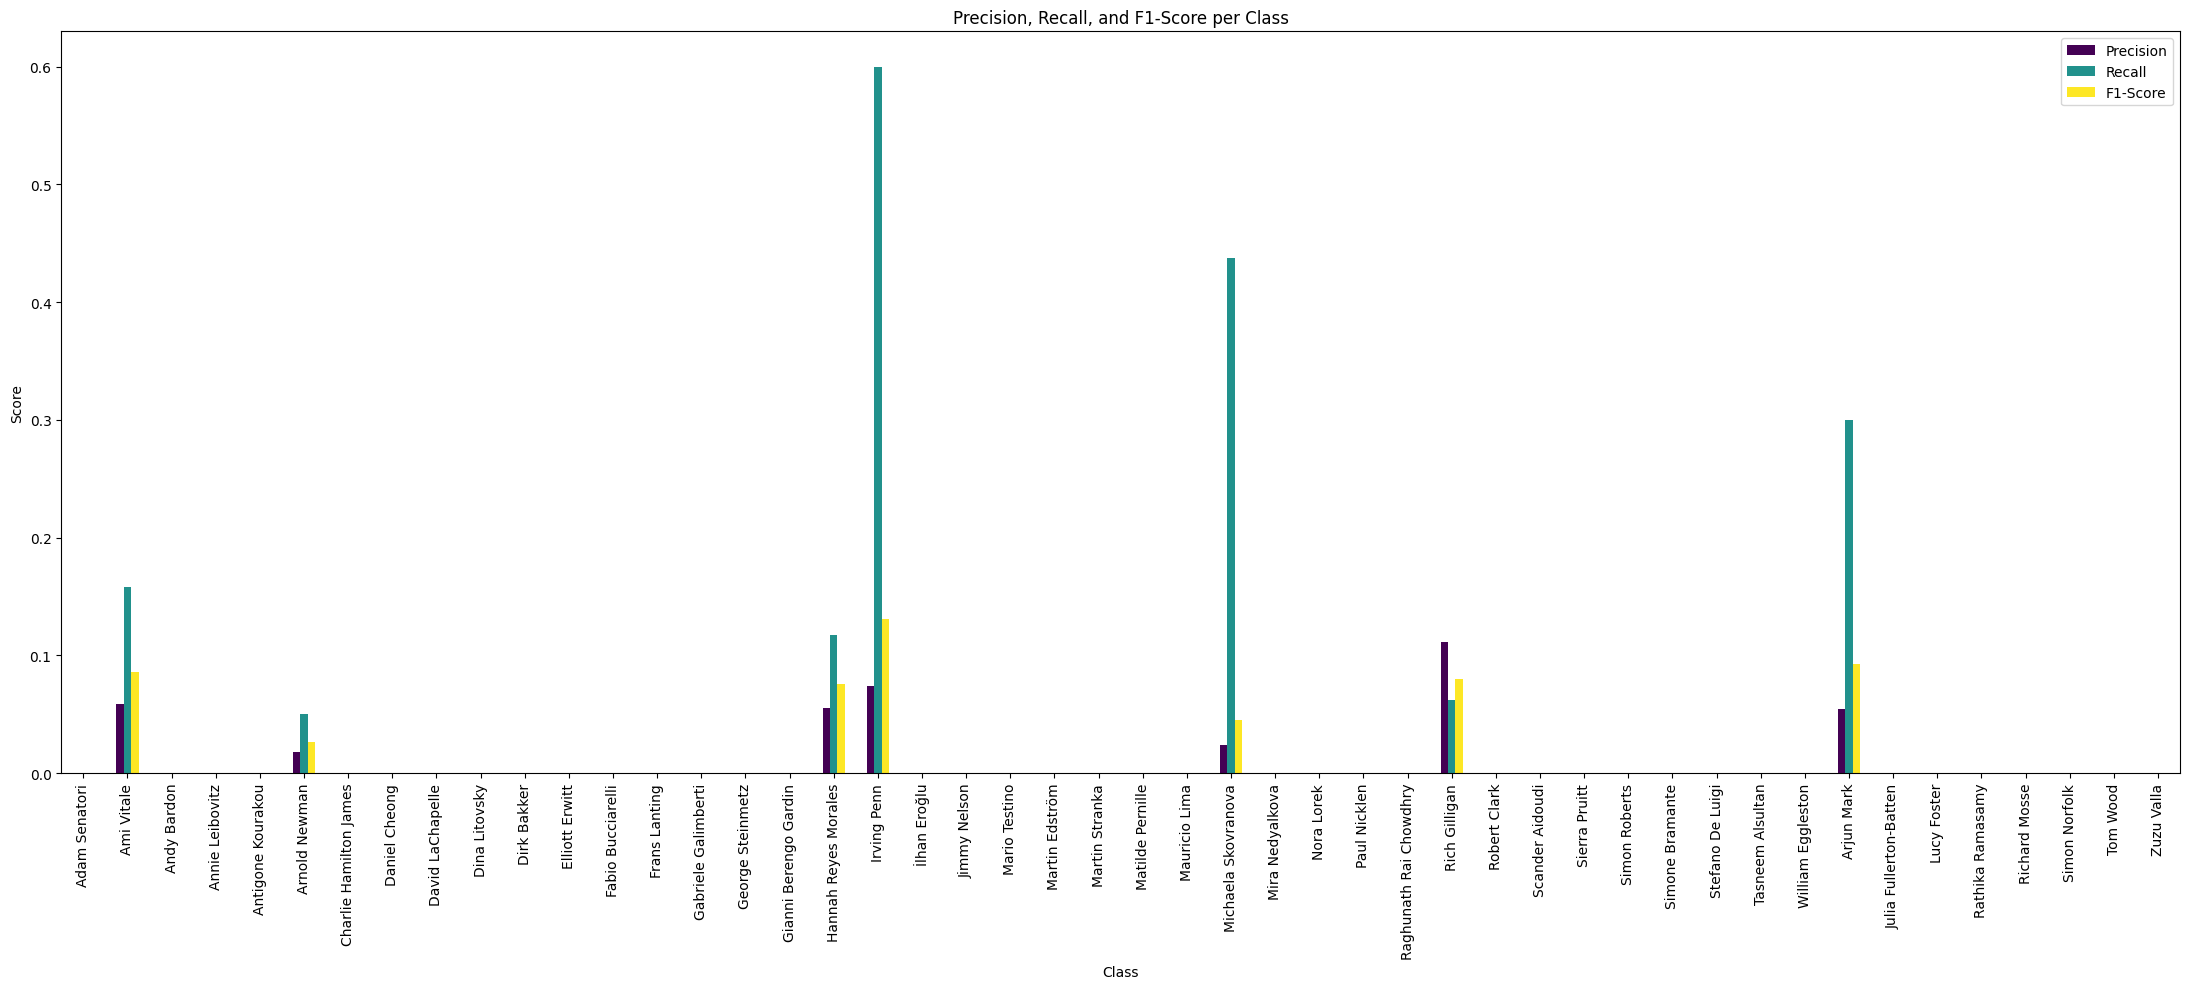 Precision, Recall, and F1-Score per Class
Precision
Recall
F1-Score
Score
0.6
0.5
0.4
0.3
0.2
0.1
0.0
Adam Senatori
Ami Vitale
Andy Bardon
Annie Leibovitz
Antigone Kourakou
Arnold Newman
Charlie Hamilton James
Daniel Cheong
David LaChapelle
Dina Litovsky
Dirk Bakker
Elliott Erwitt
Fabio Bucciarelli
Frans Lanting
Gabriele Galimberti
George Steinmetz
Gianni Berengo Gardin
Hannah Reyes Morales
Irving Penn
İlhan Eroğlu
Jimmy Nelson
Mario Testino
Martin Edström
Martin Stranka
Matilde Pernille
Mauricio Lima
Michaela Skovranova
Mira Nedyalkova
Nora Lorek
Paul Nicklen
Raghunath Rai Chowdhry
Rich Gilligan
Robert Clark
Scander Aidoudi
Sierra Pruitt
Simon Roberts
Simone Bramante
Stefano De Luigi
Tasneem Alsultan
William Eggleston
Arjun Mark
Julia Fullerton-Batten
Lucy Foster
Rathika Ramasamy
Richard Mosse
Simon Norfolk
Tom Wood
Zuzu Valla
Class